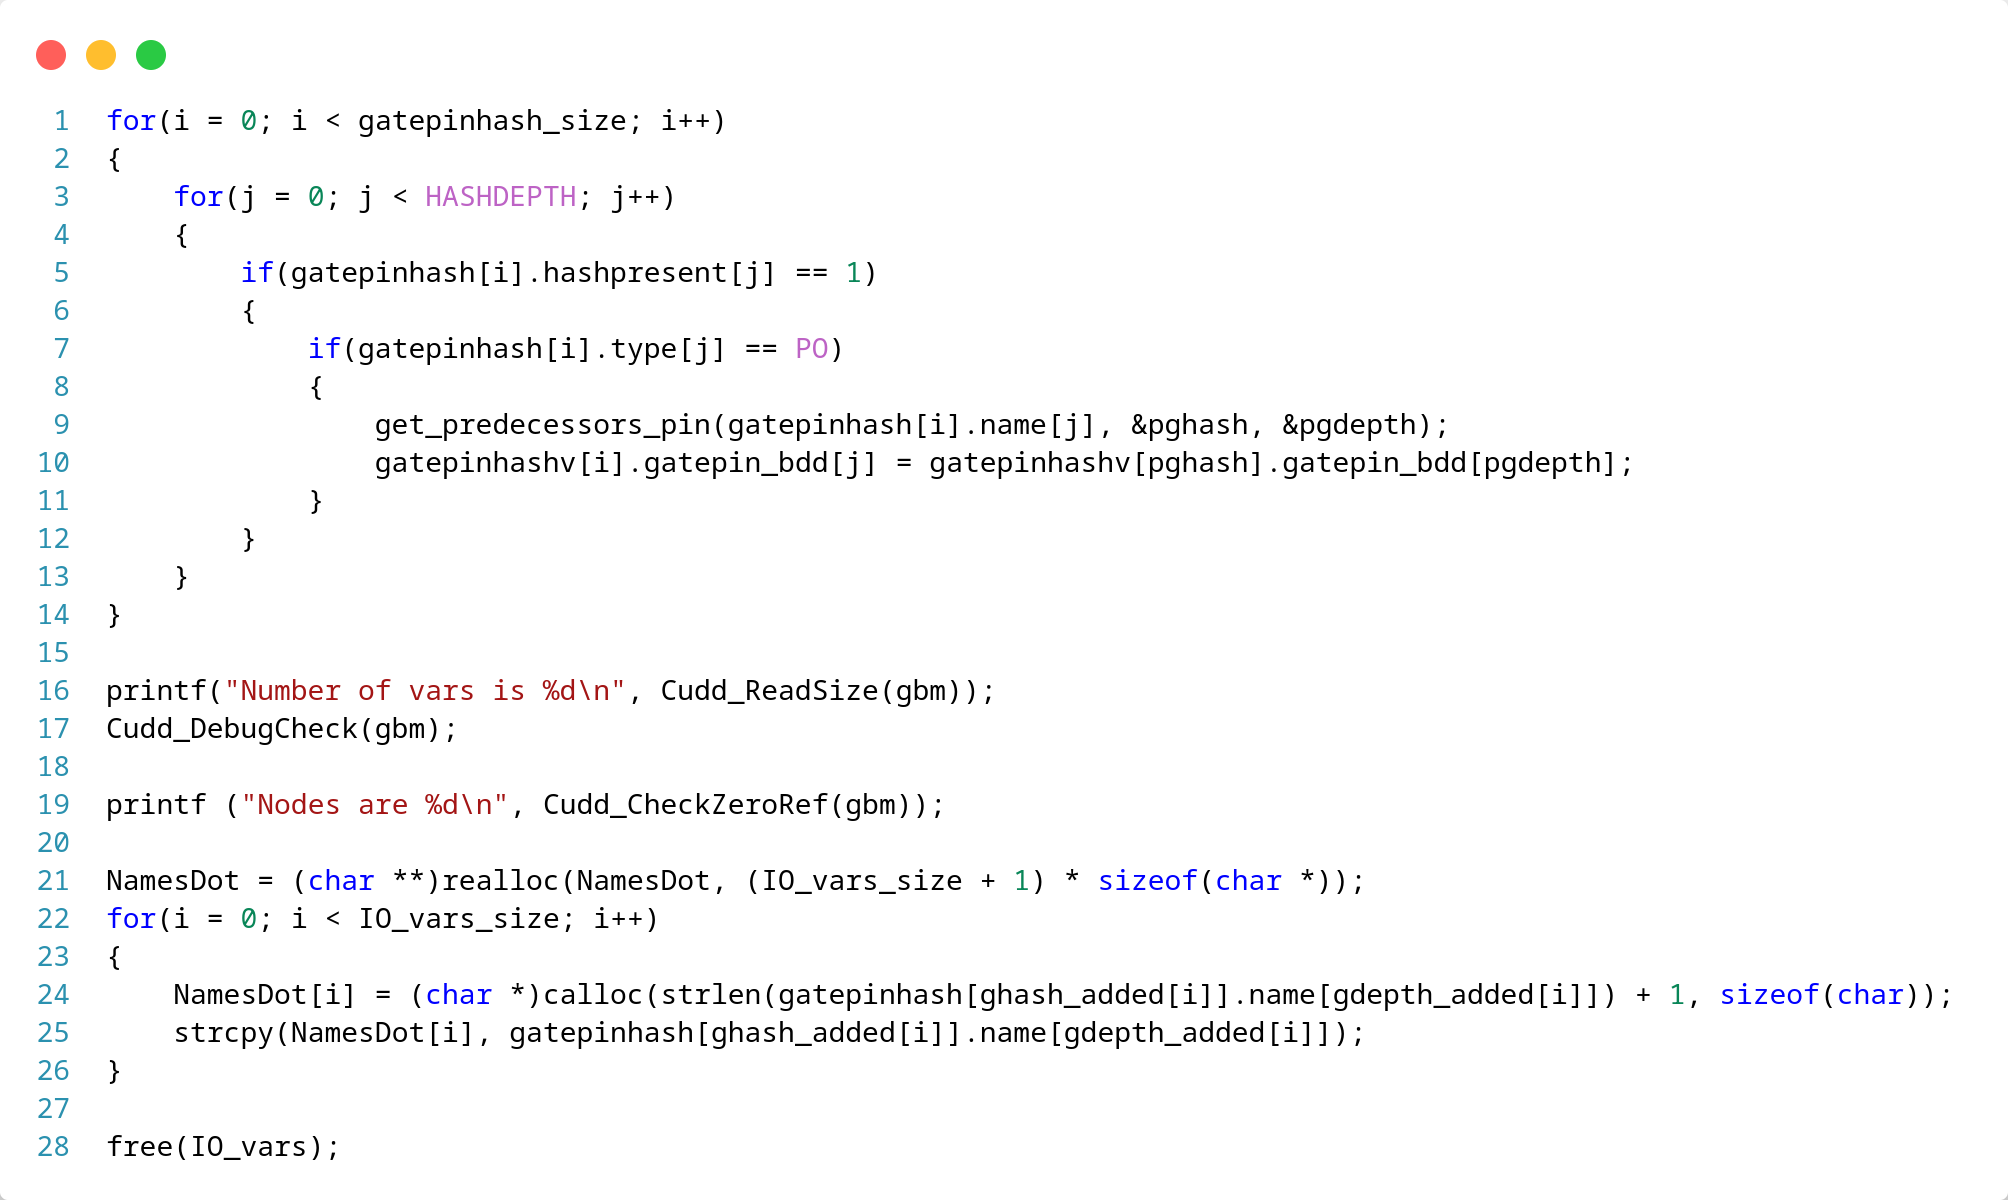 1 for(i = 0; i < gatepinhash_size; i++)
2 {
3     for(j = 0; j < HASHDEPTH; j++)
4     {
5         if(gatepinhash[i].hashpresent[j] == 1)
6         {
7             if(gatepinhash[i].type[j] == PO)
8             {
9                 get_predecessors_pin(gatepinhash[i].name[j], &pghash, &pgdepth);
10                 gatepinhashv[i].gatepin_bdd[j] = gatepinhashv[pghash].gatepin_bdd[pgdepth];
11             }
12         }
13     }
14 }
15
16 printf("Number of vars is %d\n", Cudd_ReadSize(gbm));
17 Cudd_DebugCheck(gbm);
18
19 printf ("Nodes are %d\n", Cudd_CheckZeroRef(gbm));
20
21 NamesDot = (char **)realloc(NamesDot, (IO_vars_size + 1) * sizeof(char *));
22 for(i = 0; i < IO_vars_size; i++)
23 {
24     NamesDot[i] = (char *)calloc(strlen(gatepinhash[ghash_added[i]].name[gdepth_added[i]]) + 1, sizeof(char));
25     strcpy(NamesDot[i], gatepinhash[ghash_added[i]].name[gdepth_added[i]]);
26 }
27
28 free(IO_vars);